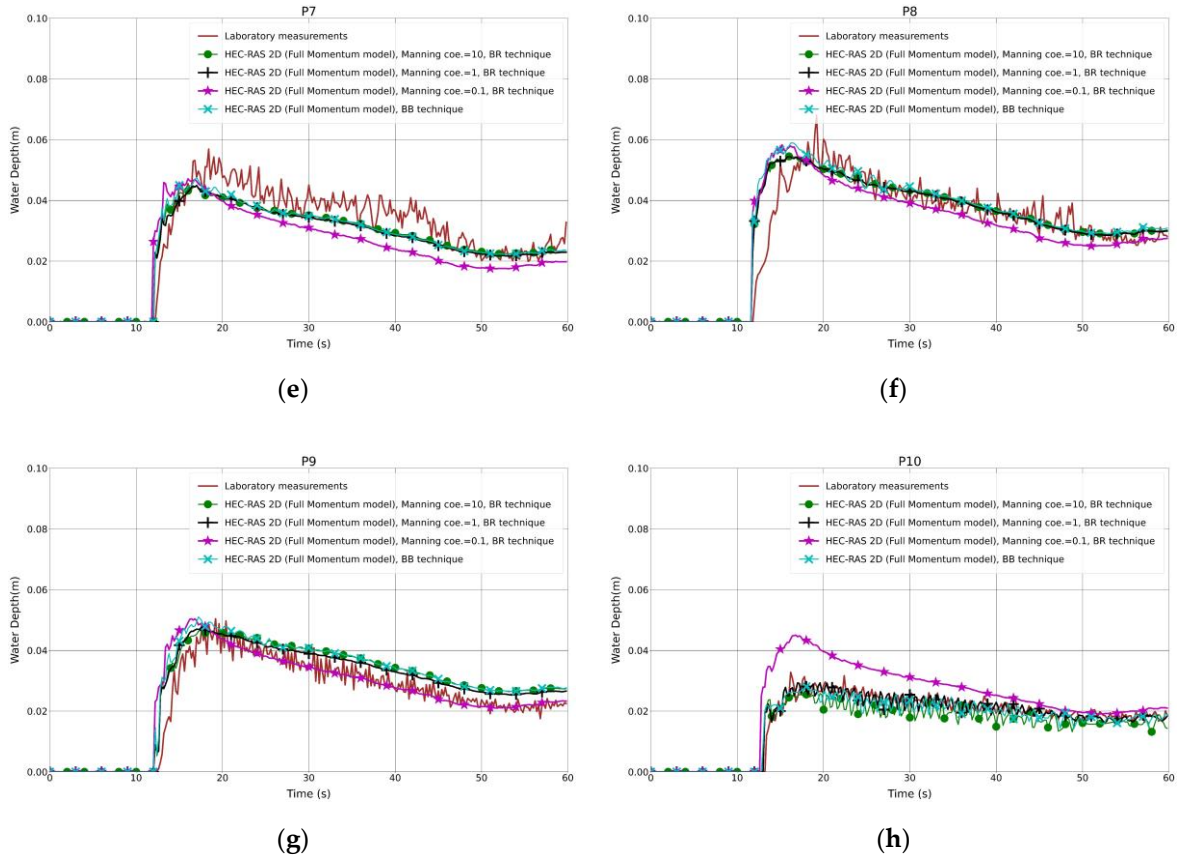 P7
0.10
0.08
0.06
0.04
0.02
0.00
Water Depth(m)
Laboratory measurements
HEC-RAS 2D (Full Momentum model), Manning coe.=10, BR technique
HEC-RAS 2D (Full Momentum model), Manning coe.=1, BR technique
HEC-RAS 2D (Full Momentum model), Manning coe.=0.1, BR technique
HEC-RAS 2D (Full Momentum model), BB technique
0 10 20 30 40 50 60
Time (s)
(e)
P8
0.10
0.08
0.06
0.04
0.02
0.00
Water Depth(m)
Laboratory measurements
HEC-RAS 2D (Full Momentum model), Manning coe.=10, BR technique
HEC-RAS 2D (Full Momentum model), Manning coe.=1, BR technique
HEC-RAS 2D (Full Momentum model), Manning coe.=0.1, BR technique
HEC-RAS 2D (Full Momentum model), BB technique
0 10 20 30 40 50 60
Time (s)
(f)
P9
0.10
0.08
0.06
0.04
0.02
0.00
Water Depth(m)
Laboratory measurements
HEC-RAS 2D (Full Momentum model), Manning coe.=10, BR technique
HEC-RAS 2D (Full Momentum model), Manning coe.=1, BR technique
HEC-RAS 2D (Full Momentum model), Manning coe.=0.1, BR technique
HEC-RAS 2D (Full Momentum model), BB technique
0 10 20 30 40 50 60
Time (s)
(g)
P10
0.10
0.08
0.06
0.04
0.02
0.00
Water Depth(m)
Laboratory measurements
HEC-RAS 2D (Full Momentum model), Manning coe.=10, BR technique
HEC-RAS 2D (Full Momentum model), Manning coe.=1, BR technique
HEC-RAS 2D (Full Momentum model), Manning coe.=0.1, BR technique
HEC-RAS 2D (Full Momentum model), BB technique
0 10 20 30 40 50 60
Time (s)
(h)